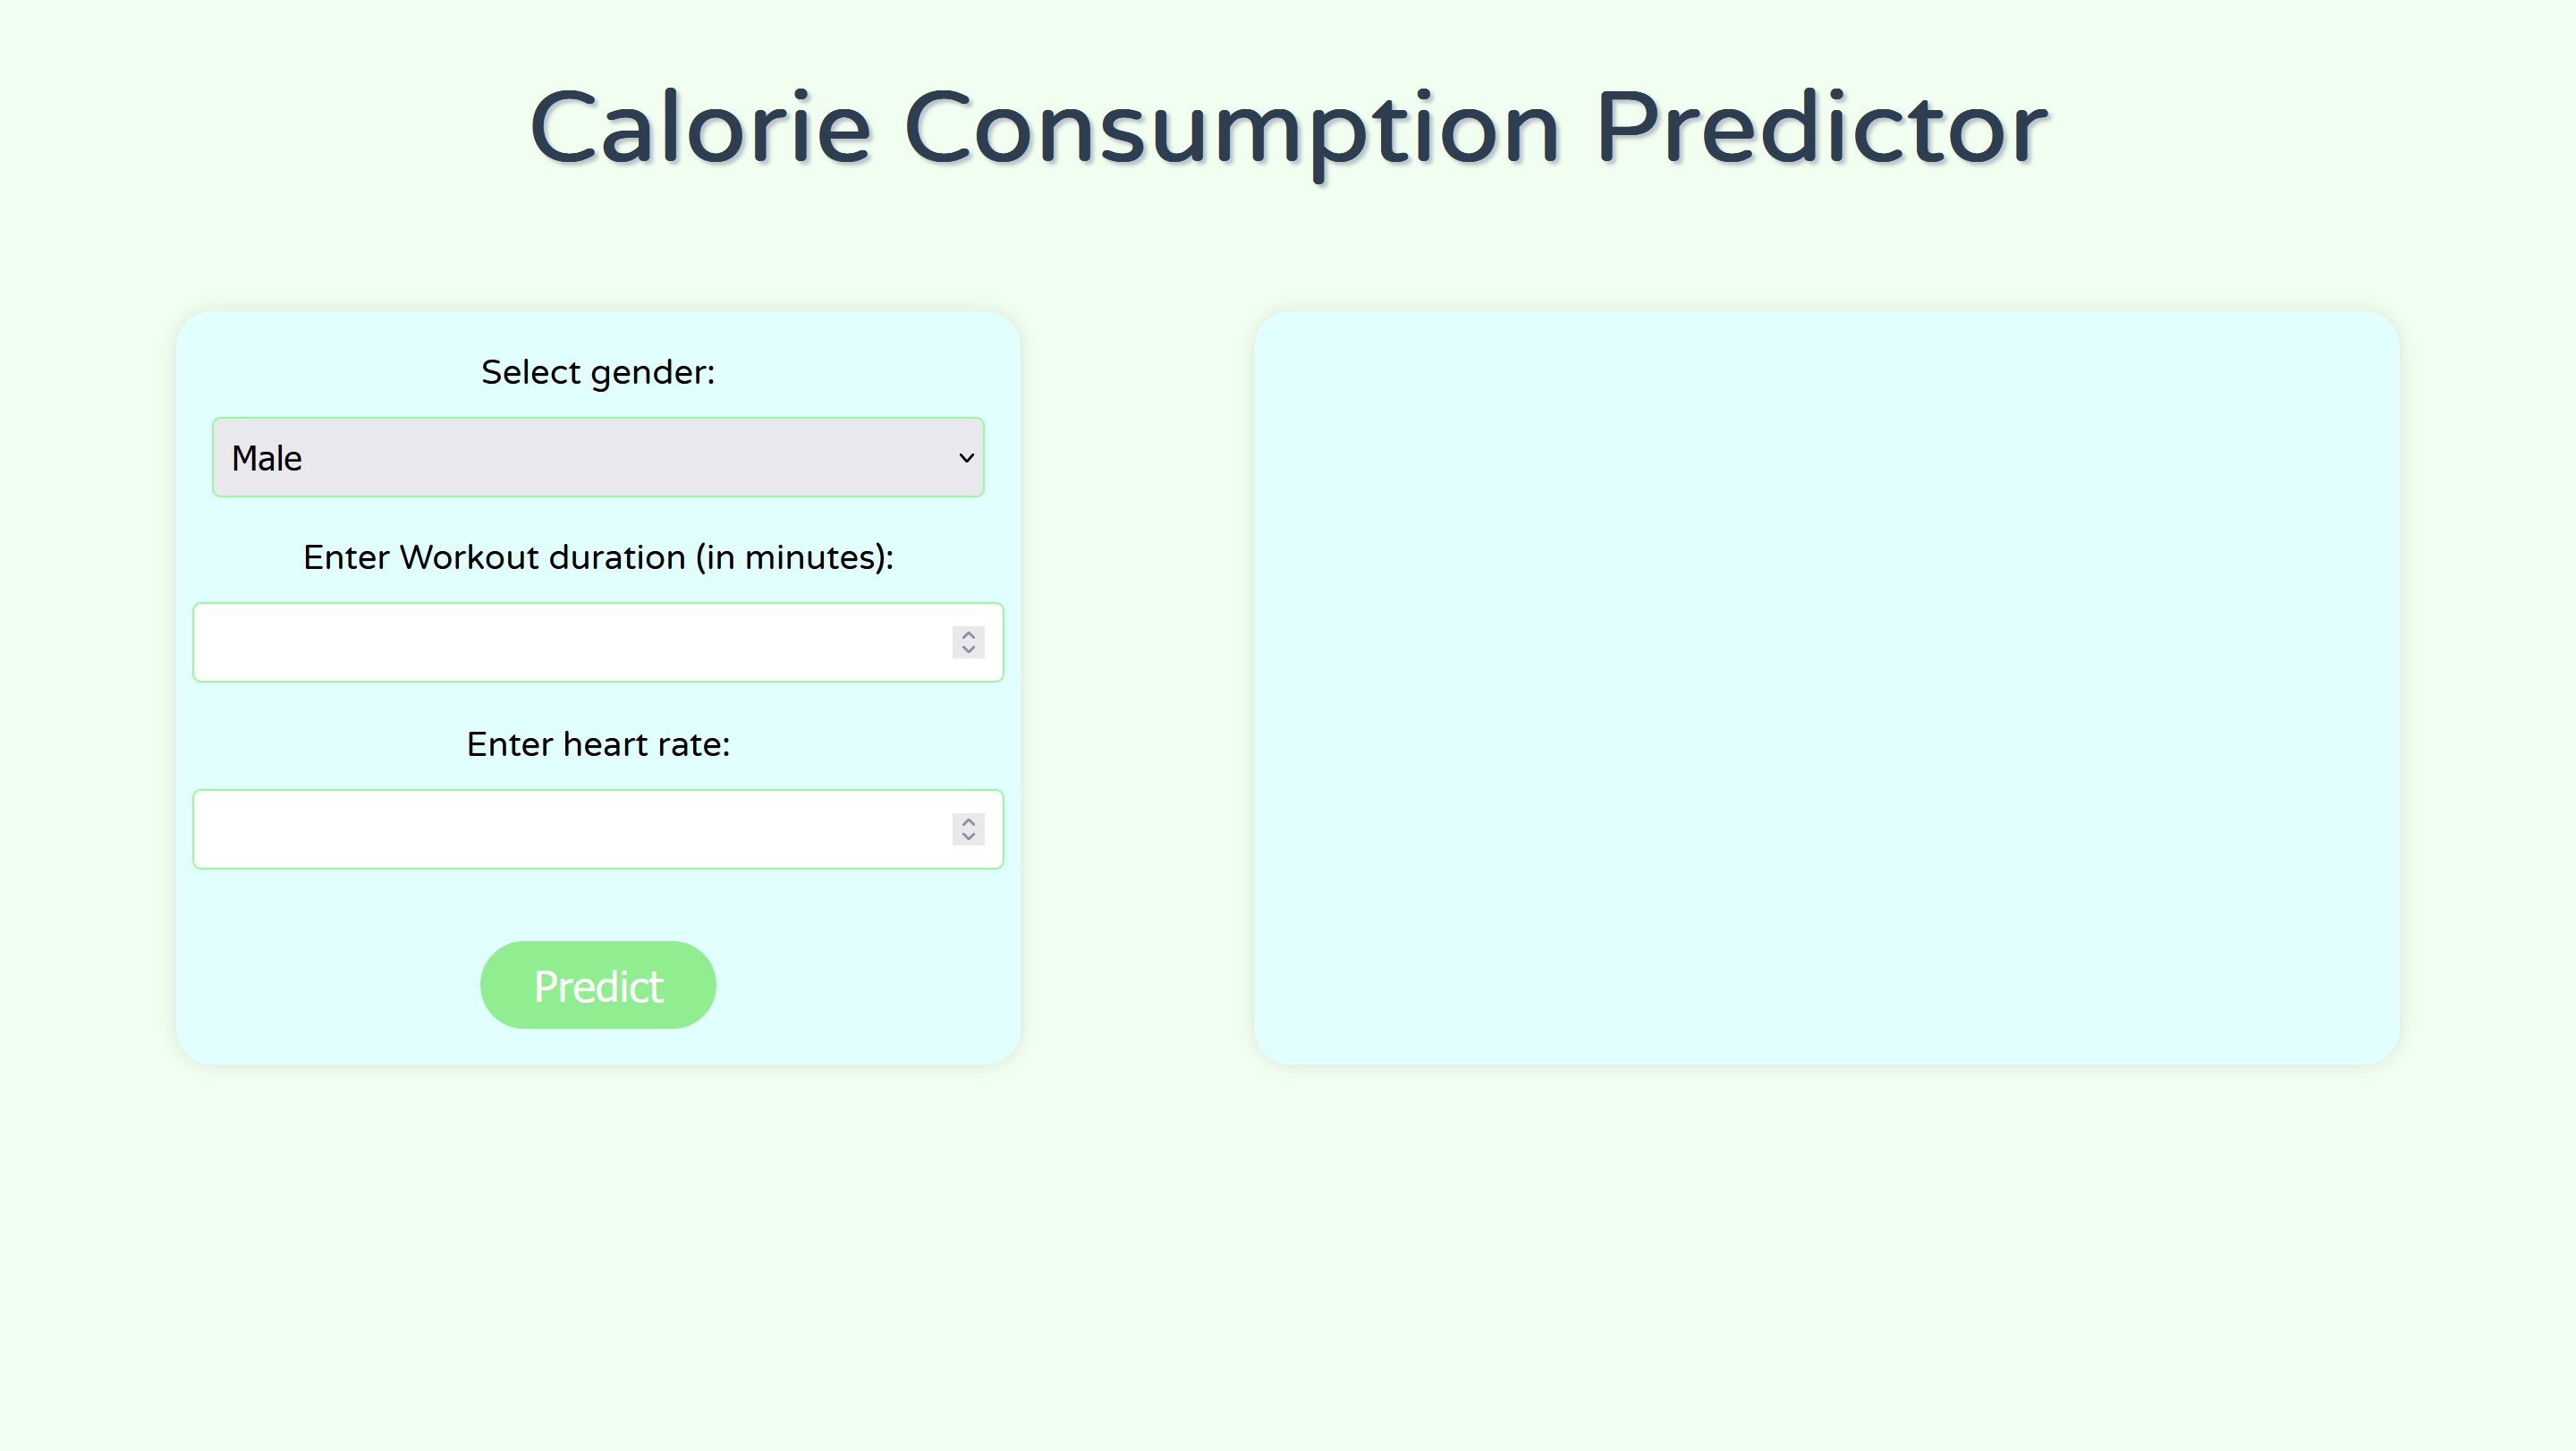 Calorie Consumption Predictor
Select gender:
Male
Enter Workout duration (in minutes):
Enter heart rate:
Predict